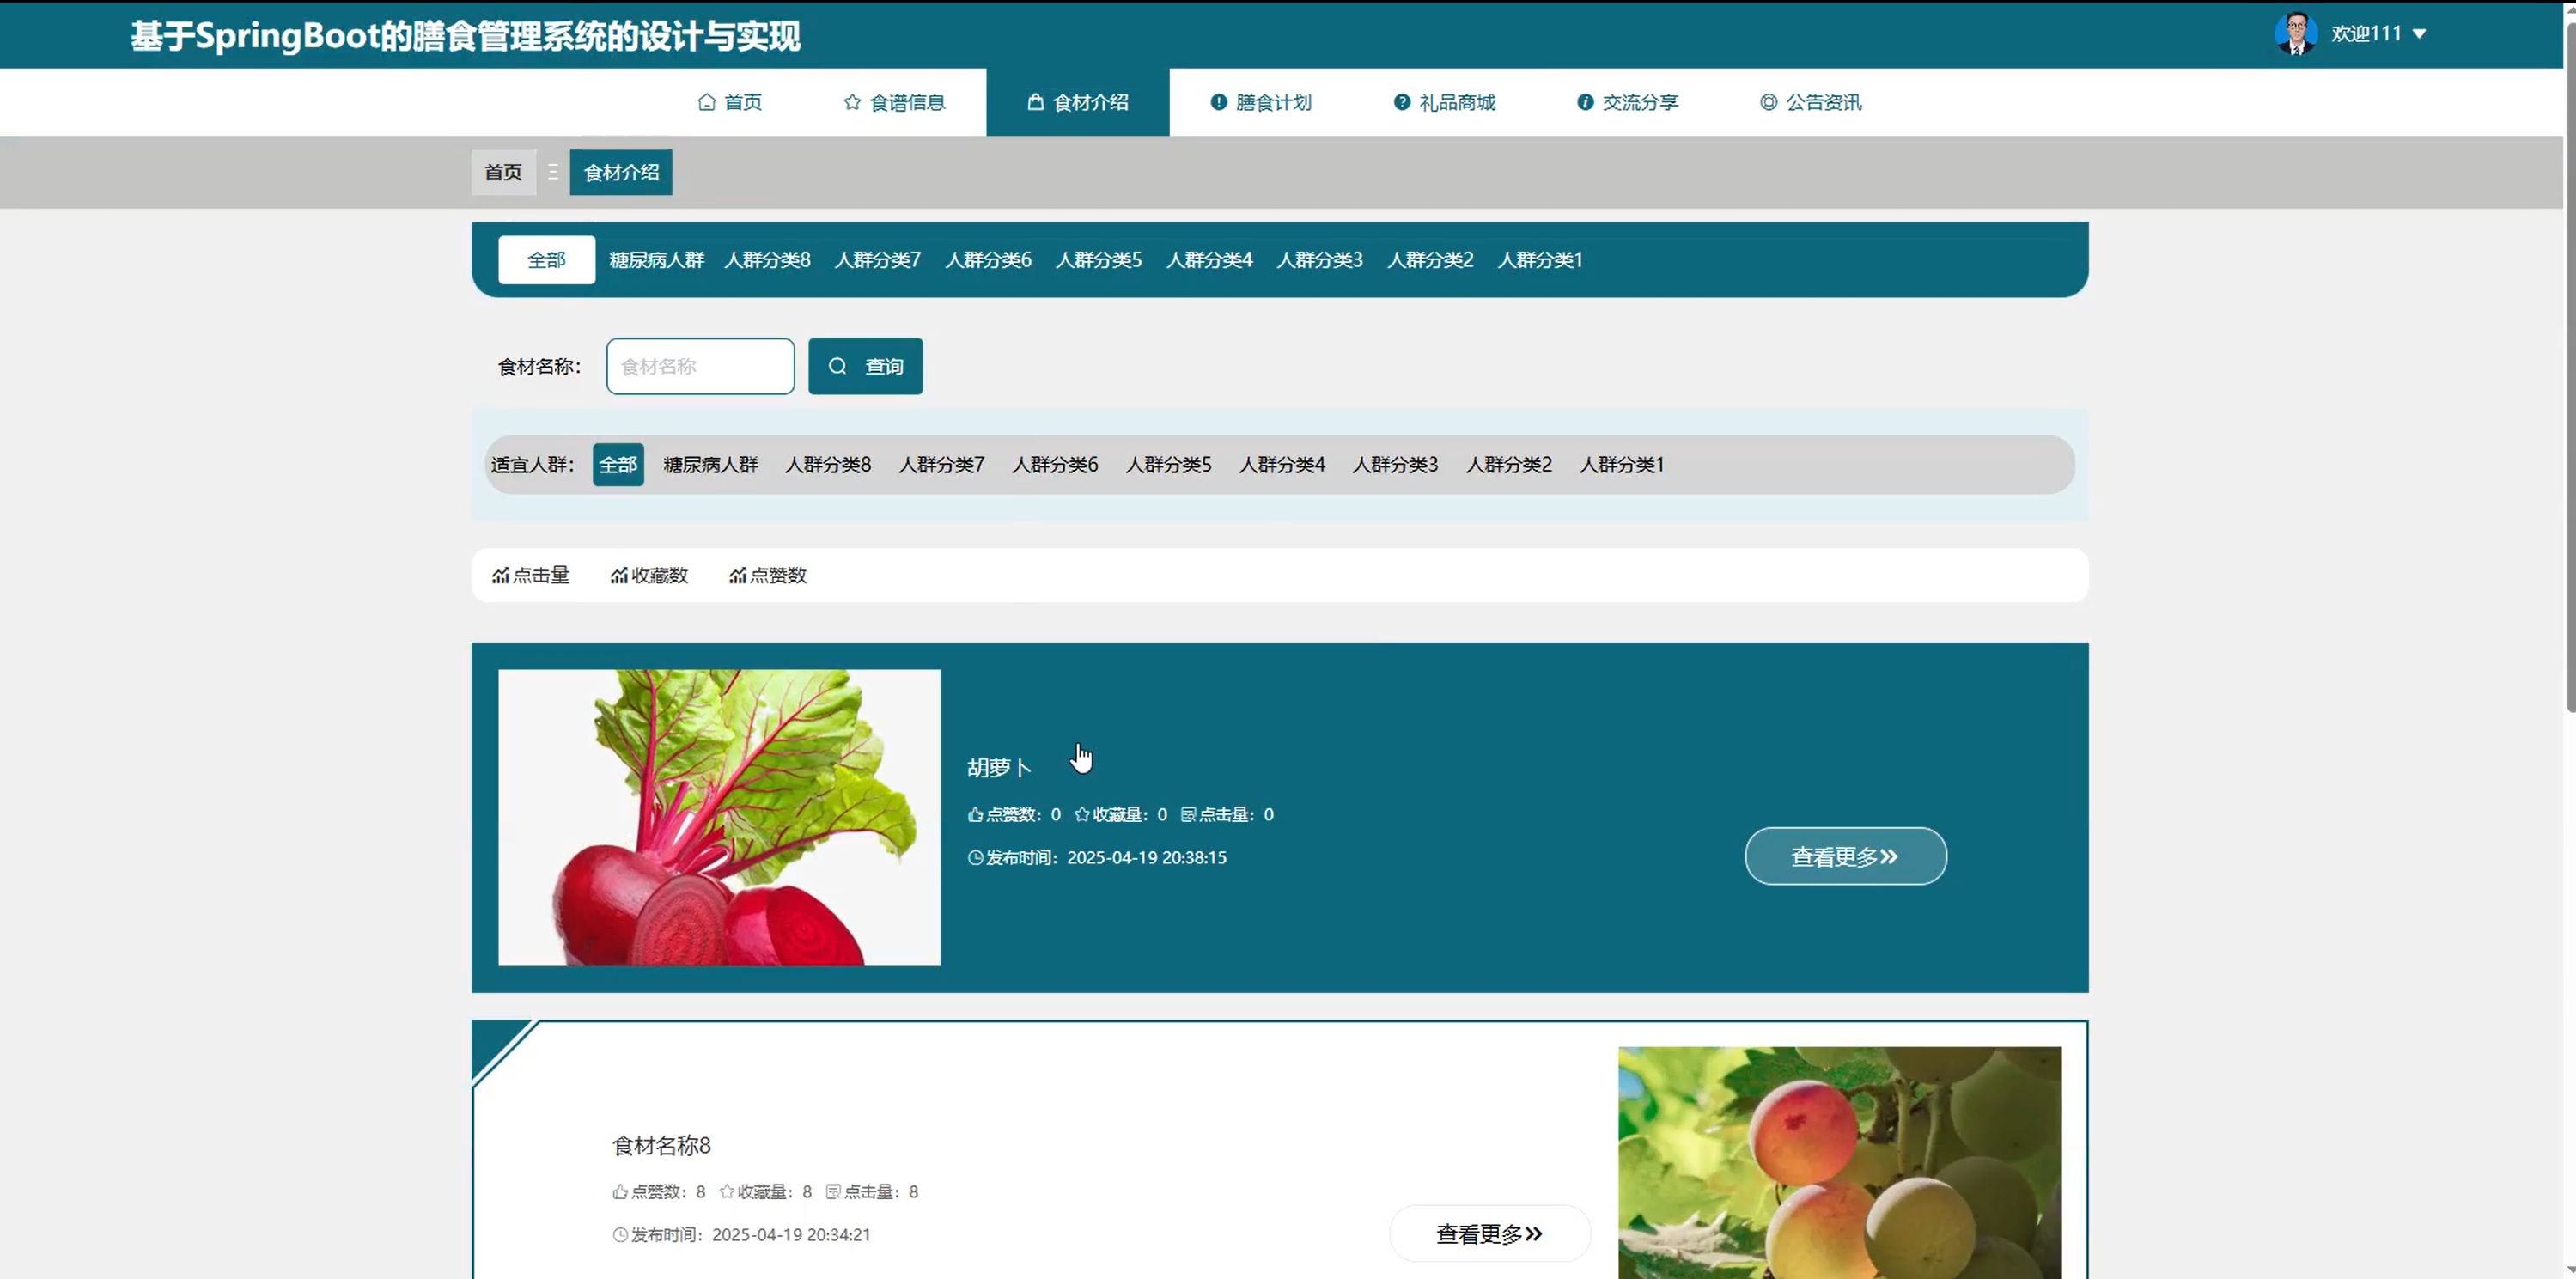 基于SpringBoot的膳食管理系统的设计与实现
欢迎111
首页 食谱信息 食材介绍 膳食计划 礼品商城 交流分享 公告资讯
首页 食材介绍
全部 糖尿病人群 人群分类8 人群分类7 人群分类6 人群分类5 人群分类4 人群分类3 人群分类2 人群分类1
食材名称： 食材名称 查询
适宜人群： 全部 糖尿病人群 人群分类8 人群分类7 人群分类6 人群分类5 人群分类4 人群分类3 人群分类2 人群分类1
点击量 收藏数 点赞数
胡萝卜
点赞数：0 收藏量：0 点击量：0
发布时间：2025-04-19 20:38:15
查看更多
食材名称8
点赞数：8 收藏量：8 点击量：8
发布时间：2025-04-19 20:34:21
查看更多